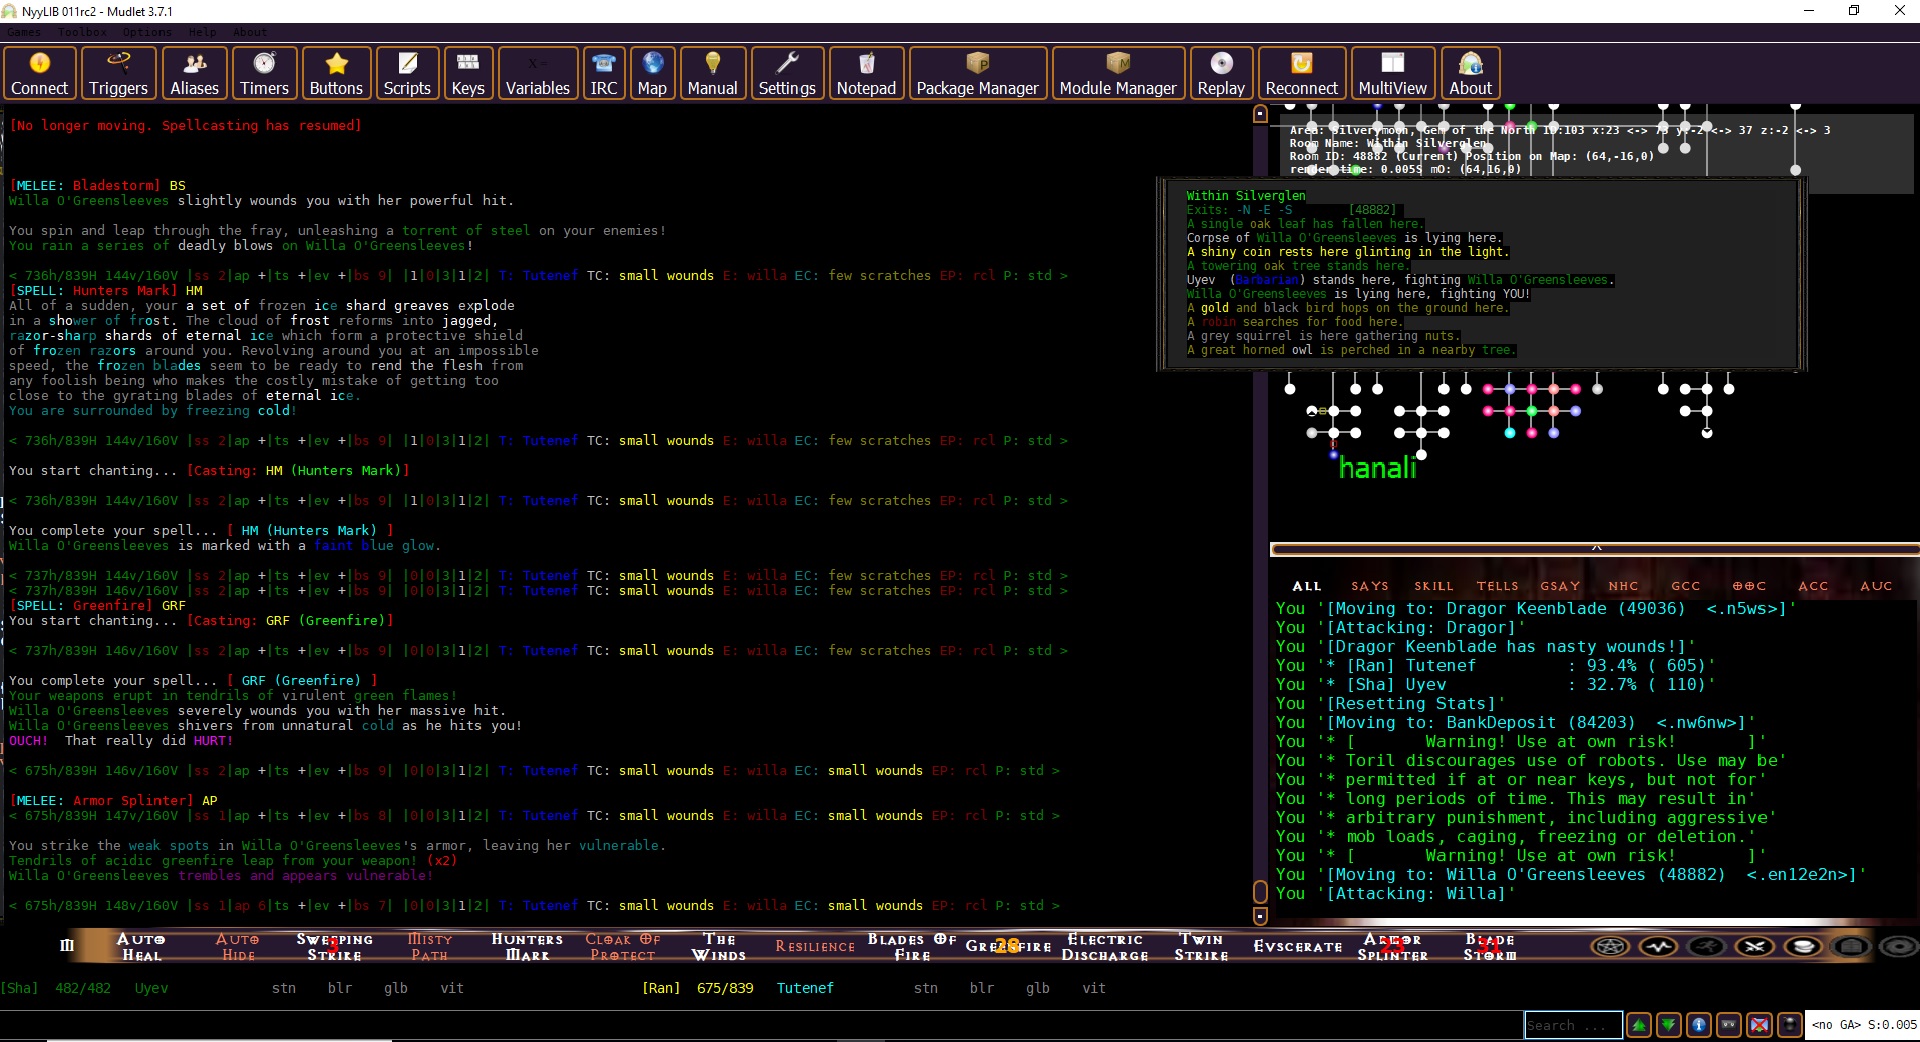 NyyLIB 011rc2 - Mudlet 3.7.1
Games Toolbox Options Help About
Connect Triggers Aliases Timers Buttons Scripts Keys Variables IRC Map Manual Settings Notepad Package Manager Module Manager Replay Reconnect MultiView About
[No longer moving. Spellcasting has resumed]
[MELEE: Bladestorm] BS
Willa O'Greensleeves slightly wounds you with her powerful hit.
You spin and leap through the fray, unleashing a torrent of steel on your enemies!
You rain a series of deadly blows on Willa O'Greensleeves!
< 736h/839H 144v/160V |ss 2|ap +|ts +|ev +|bs 9| |1|0|3|1|2| T: Tutenef TC: small wounds E: willa EC: few scratches EP: rcl P: std >
[SPELL: Hunters Mark] HM
All of a sudden, your a set of frozen ice shard greaves explode
in a shower of frost. The cloud of frost reforms into jagged,
razor-sharp shards of eternal ice which form a protective shield
of frozen razors around you. Revolving around you at an impossible
speed, the frozen blades seem to be ready to rend the flesh from
any foolish being who makes the costly mistake of getting too
close to the gyrating blades of eternal ice.
You are surrounded by freezing cold!
< 736h/839H 144v/160V |ss 2|ap +|ts +|ev +|bs 9| |1|0|3|1|2| T: Tutenef TC: small wounds E: willa EC: few scratches EP: rcl P: std >
You start chanting... [Casting: HM (Hunters Mark)]
< 736h/839H 144v/160V |ss 2|ap +|ts +|ev +|bs 9| |1|0|3|1|2| T: Tutenef TC: small wounds E: willa EC: few scratches EP: rcl P: std >
You complete your spell... [ HM (Hunters Mark) ]
Willa O'Greensleeves is marked with a faint blue glow.
< 737h/839H 144v/160V |ss 2|ap +|ts +|ev +|bs 9| |0|0|3|1|2| T: Tutenef TC: small wounds E: willa EC: few scratches EP: rcl P: std >
< 737h/839H 146v/160V |ss 2|ap +|ts +|ev +|bs 9| |0|0|3|1|2| T: Tutenef TC: small wounds E: willa EC: few scratches EP: rcl P: std >
[SPELL: Greenfire] GRF
You start chanting... [Casting: GRF (Greenfire)]
< 737h/839H 146v/160V |ss 2|ap +|ts +|ev +|bs 9| |0|0|3|1|2| T: Tutenef TC: small wounds E: willa EC: few scratches EP: rcl P: std >
You complete your spell... [ GRF (Greenfire) ]
Your weapons erupt in tendrils of virulent green flames!
Willa O'Greensleeves severely wounds you with her massive hit.
Willa O'Greensleeves shivers from unnatural cold as he hits you!
OUCH! That really did HURT!
< 675h/839H 146v/160V |ss 2|ap +|ts +|ev +|bs 9| |0|0|3|1|2| T: Tutenef TC: small wounds E: willa EC: small wounds EP: rcl P: std >
[MELEE: Armor Splinter] AP
< 675h/839H 147v/160V |ss 1|ap +|ts +|ev +|bs 8| |0|0|3|1|2| T: Tutenef TC: small wounds E: willa EC: small wounds EP: rcl P: std >
You strike the weak spots in Willa O'Greensleeves's armor, leaving her vulnerable.
Tendrils of acidic greenfire leap from your weapon! (x2)
Willa O'Greensleeves trembles and appears vulnerable!
< 675h/839H 148v/160V |ss 1|ap 6|ts +|ev +|bs 7| |0|0|3|1|2| T: Tutenef TC: small wounds E: willa EC: small wounds EP: rcl P: std >
Area: Silverymoon, Gem of the North ID:103 x:23 <-> 73 y:-2 <-> 37 z:-2 <-> 3
Room Name: Within Silverglen
Room ID: 48882 (Current) Position on Map: (64,-16,0)
render time: 0.005S mO: (64,16,0)
Within Silverglen
Exits: -N -E -S [48882]
A single oak leaf has fallen here.
Corpse of Willa O'Greensleeves is lying here.
A shiny coin rests here glinting in the light.
A towering oak tree stands here.
Uyev (Barbarian) stands here, fighting Willa O'Greensleeves.
Willa O'Greensleeves is lying here, fighting YOU!
A gold and black bird hops on the ground here.
A robin searches for food here.
A grey squirrel is here gathering nuts.
A great horned owl is perched in a nearby tree.
hanali
ALL SAYS SKILL TELLS GSAY NHC GCC OOC ACC AUC
You '[Moving to: Dragor Keenblade (49036) <.n5ws>]'
You '[Attacking: Dragor]'
You '[Dragor Keenblade has nasty wounds!]'
You '* [Ran] Tutenef : 93.4% ( 605)'
You '* [Sha] Uyev : 32.7% ( 110)'
You '[Resetting Stats]'
You '[Moving to: BankDeposit (84203) <.nw6nw>]'
You '* [ Warning! Use at own risk! ]'
You '* Toril discourages use of robots. Use may be'
You '* permitted if at or near keys, but not for'
You '* long periods of time. This may result in'
You '* arbitrary punishment, including aggressive'
You '* mob loads, caging, freezing or deletion.'
You '* [ Warning! Use at own risk! ]'
You '[Moving to: Willa O'Greensleeves (48882) <.en12e2n>]'
You '[Attacking: Willa]'
M AUTO HEAL AUTO HIDE SWEEPING STRIKE 3 MISTY PATH HUNTERS MARK CLOAK OF PROTECT THE WINDS RESILIENCE BLADES OF FIRE GREENFIRE 28 ELECTRIC DISCHARGE TWIN STRIKE EVSCERATE ARMOR SPLINTER 23 BLADE STORM 31
[Sha] 482/482 Uyev stn blr glb vit [Ran] 675/839 Tutenef stn blr glb vit
Search ... <no GA> S:0.005